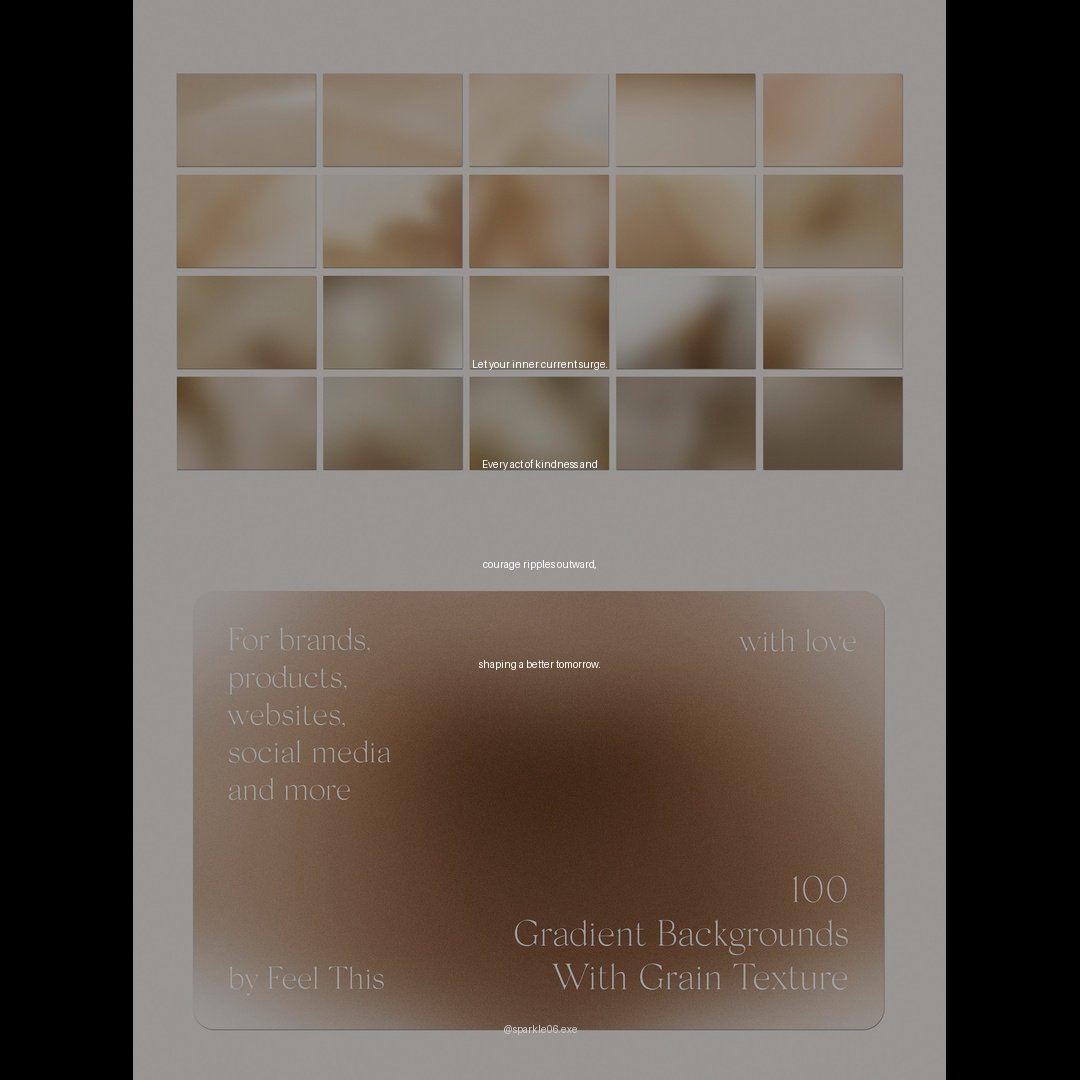 Let your inner current surge.
Every act of kindness and
courage ripples outward,
shaping a better tomorrow.
For brands,
products,
websites,
social media
and more
with love
100
Gradient Backgrounds
With Grain Texture
by Feel This
@sparkle06.exe